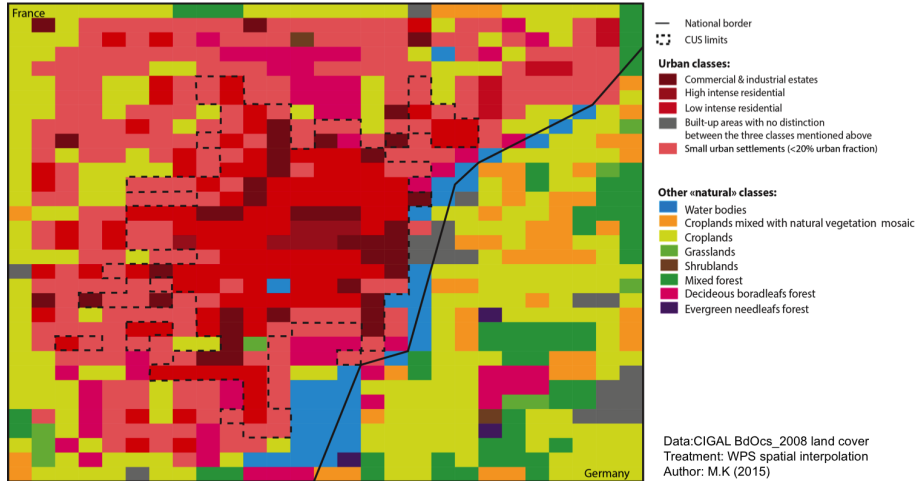 France
National border
CUS limits
Urban classes:
Commercial & industrial estates
High intense residential
Low intense residential
Built-up areas with no distinction
between the three classes mentioned above
Small urban settlements (<20% urban fraction)
Other «natural» classes:
Water bodies
Croplands mixed with natural vegetation mosaic
Croplands
Grasslands
Shrublands
Mixed forest
Decideous boradleafs forest
Evergreen needleafs forest
Data:CIGAL BdOcs_2008 land cover
Treatment: WPS spatial interpolation
Author: M.K (2015)
Germany